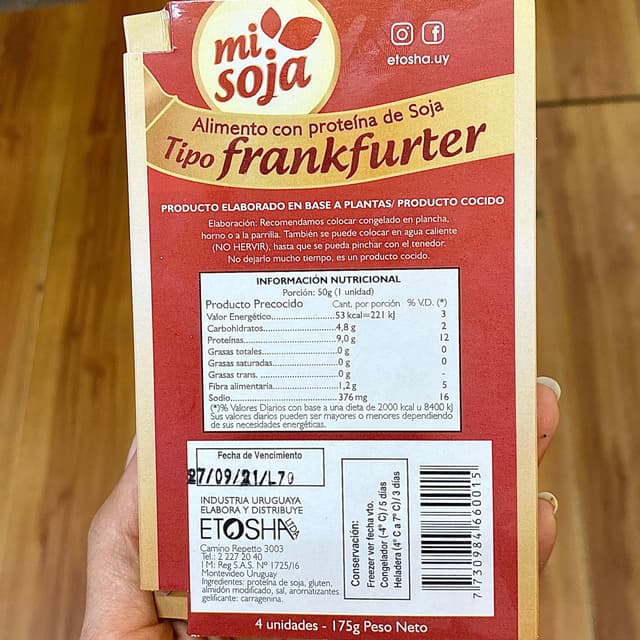 mi
soja
etosha.uy
Alimento con proteína de Soja
Tipo frankfurter
PRODUCTO ELABORADO EN BASE A PLANTAS/ PRODUCTO COCIDO
Elaboración: Recomendamos colocar congelado en plancha,
horno o a la parrilla. También se puede colocar en agua caliente
(NO HERVIR), hasta que se pueda pinchar con el tenedor.
No dejarlo mucho tiempo, es un producto cocido.
INFORMACIÓN NUTRICIONAL
Porción: 50g (1 unidad)
Producto Precocido Cant. por porción % V.D. (*)
Valor Energético...............53 kcal=221 kJ 3
Carbohidratos...............4,8 g 2
Proteínas...............9,0 g 12
Grasas totales...............0 g 0
Grasas saturadas...............0 g 0
Grasas trans. ...............0 g -
Fibra alimentaria...............1,2 g 5
Sodio...............376 mg 16
(*)% Valores Diarios con base a una dieta de 2000 kcal u 8400 kJ
Sus valores diarios pueden ser mayores o menores dependiendo
de sus necesidades energéticas.
Fecha de Vencimiento
27/09/21/L70
INDUSTRIA URUGUAYA
ELABORA Y DISTRIBUYE
ETOSHA LTDA
Camino Repetto 3003
Tel.: 2 227 20 40
I M: Reg S.A.S. Nº 1725/16
Montevideo Uruguay
Ingredientes: proteína de soja, gluten,
almidón modificado, sal, aromatizantes
gelificante: carragenina.
Conservación:
Freezer ver fecha vto.
Congelador (-4º C)/ 5 días
Heladera (4º C a 7º C)/ 3 días
7730984660015
4 unidades - 175g Peso Neto